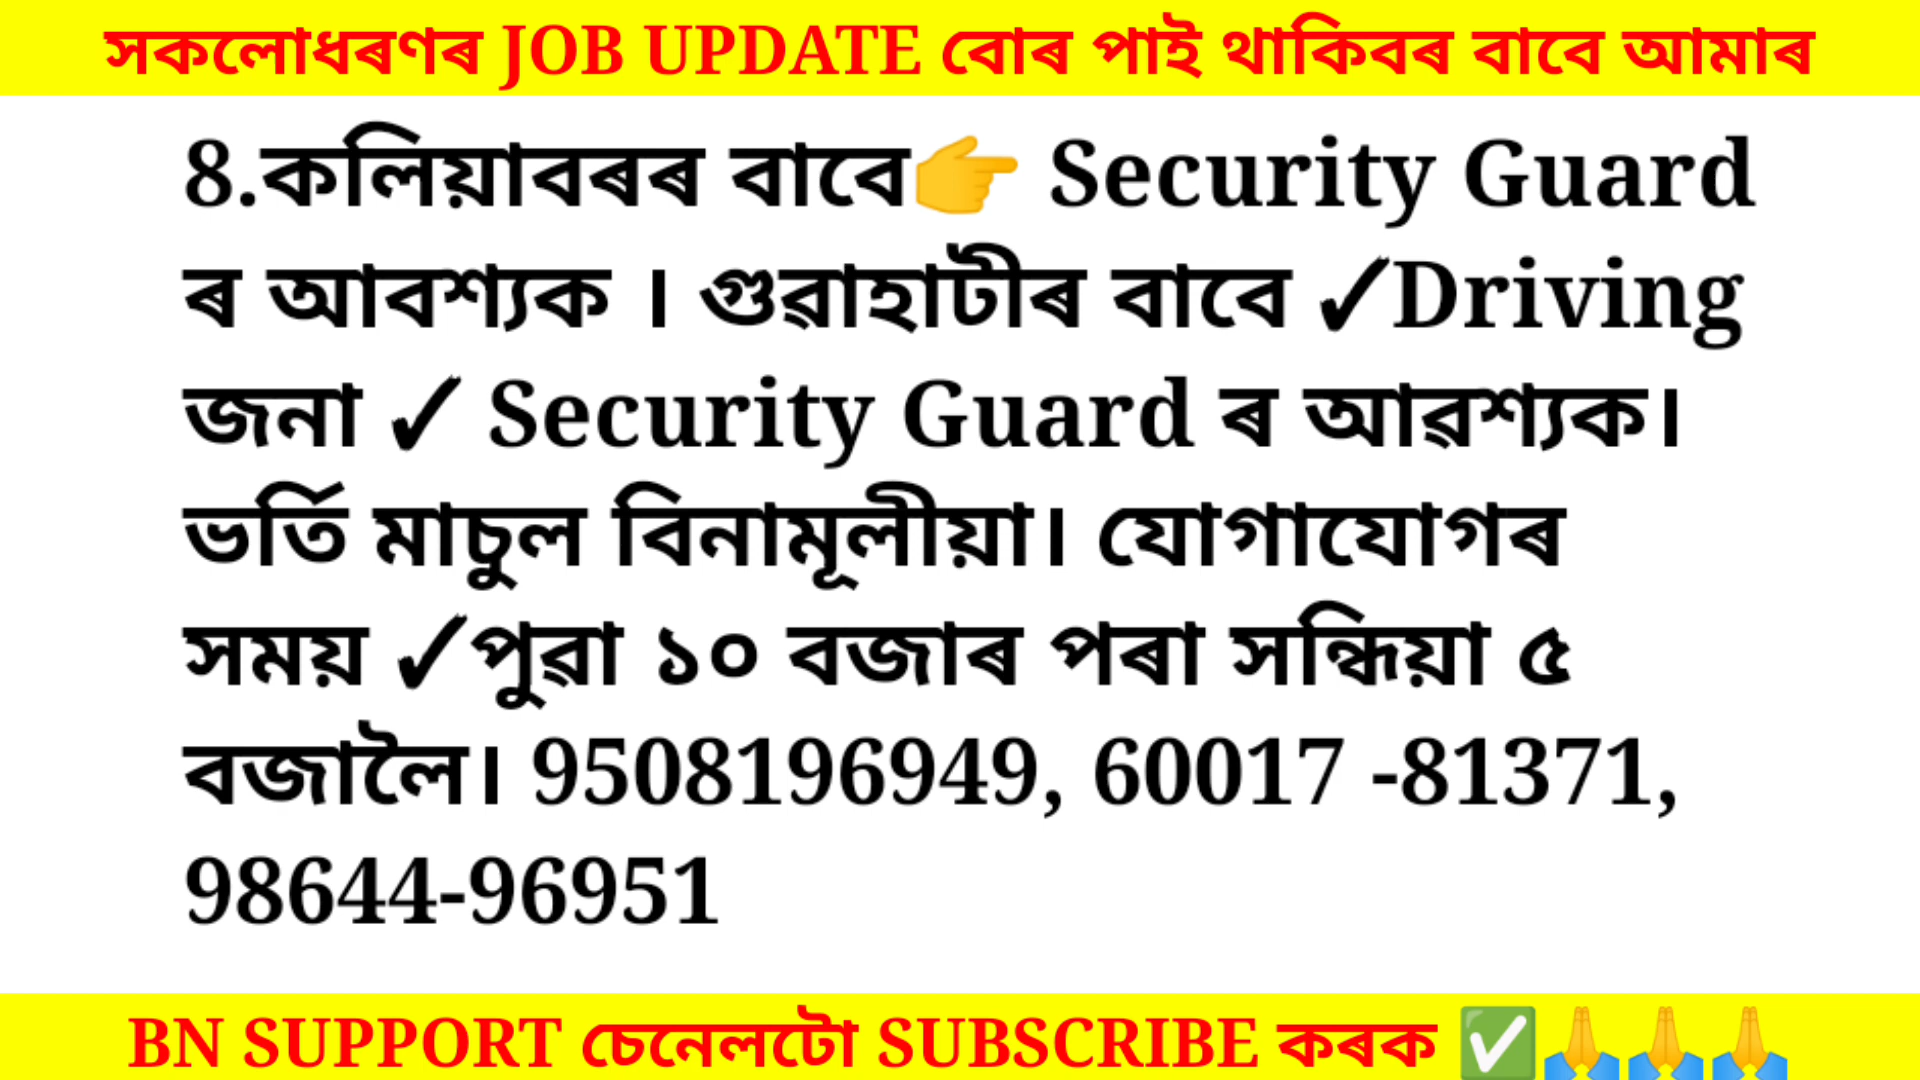 সকলোধৰণৰ JOB UPDATE বোৰ পাই থাকিবৰ বাবে আমাৰ
8.কলিয়াবৰৰ বাবে👉 Security Guard
ৰ আবশ্যক । গুৱাহাটীৰ বাবে ✓Driving
জনা ✓ Security Guard ৰ আৱশ্যক।
ভৰ্তি মাচুল বিনামূলীয়া। যোগাযোগৰ
সময় ✓পুৱা ১০ বজাৰ পৰা সন্ধিয়া ৫
বজালৈ। 9508196949, 60017 -81371,
98644-96951
BN SUPPORT চেনেলটো SUBSCRIBE কৰক ✅🙏🙏🙏